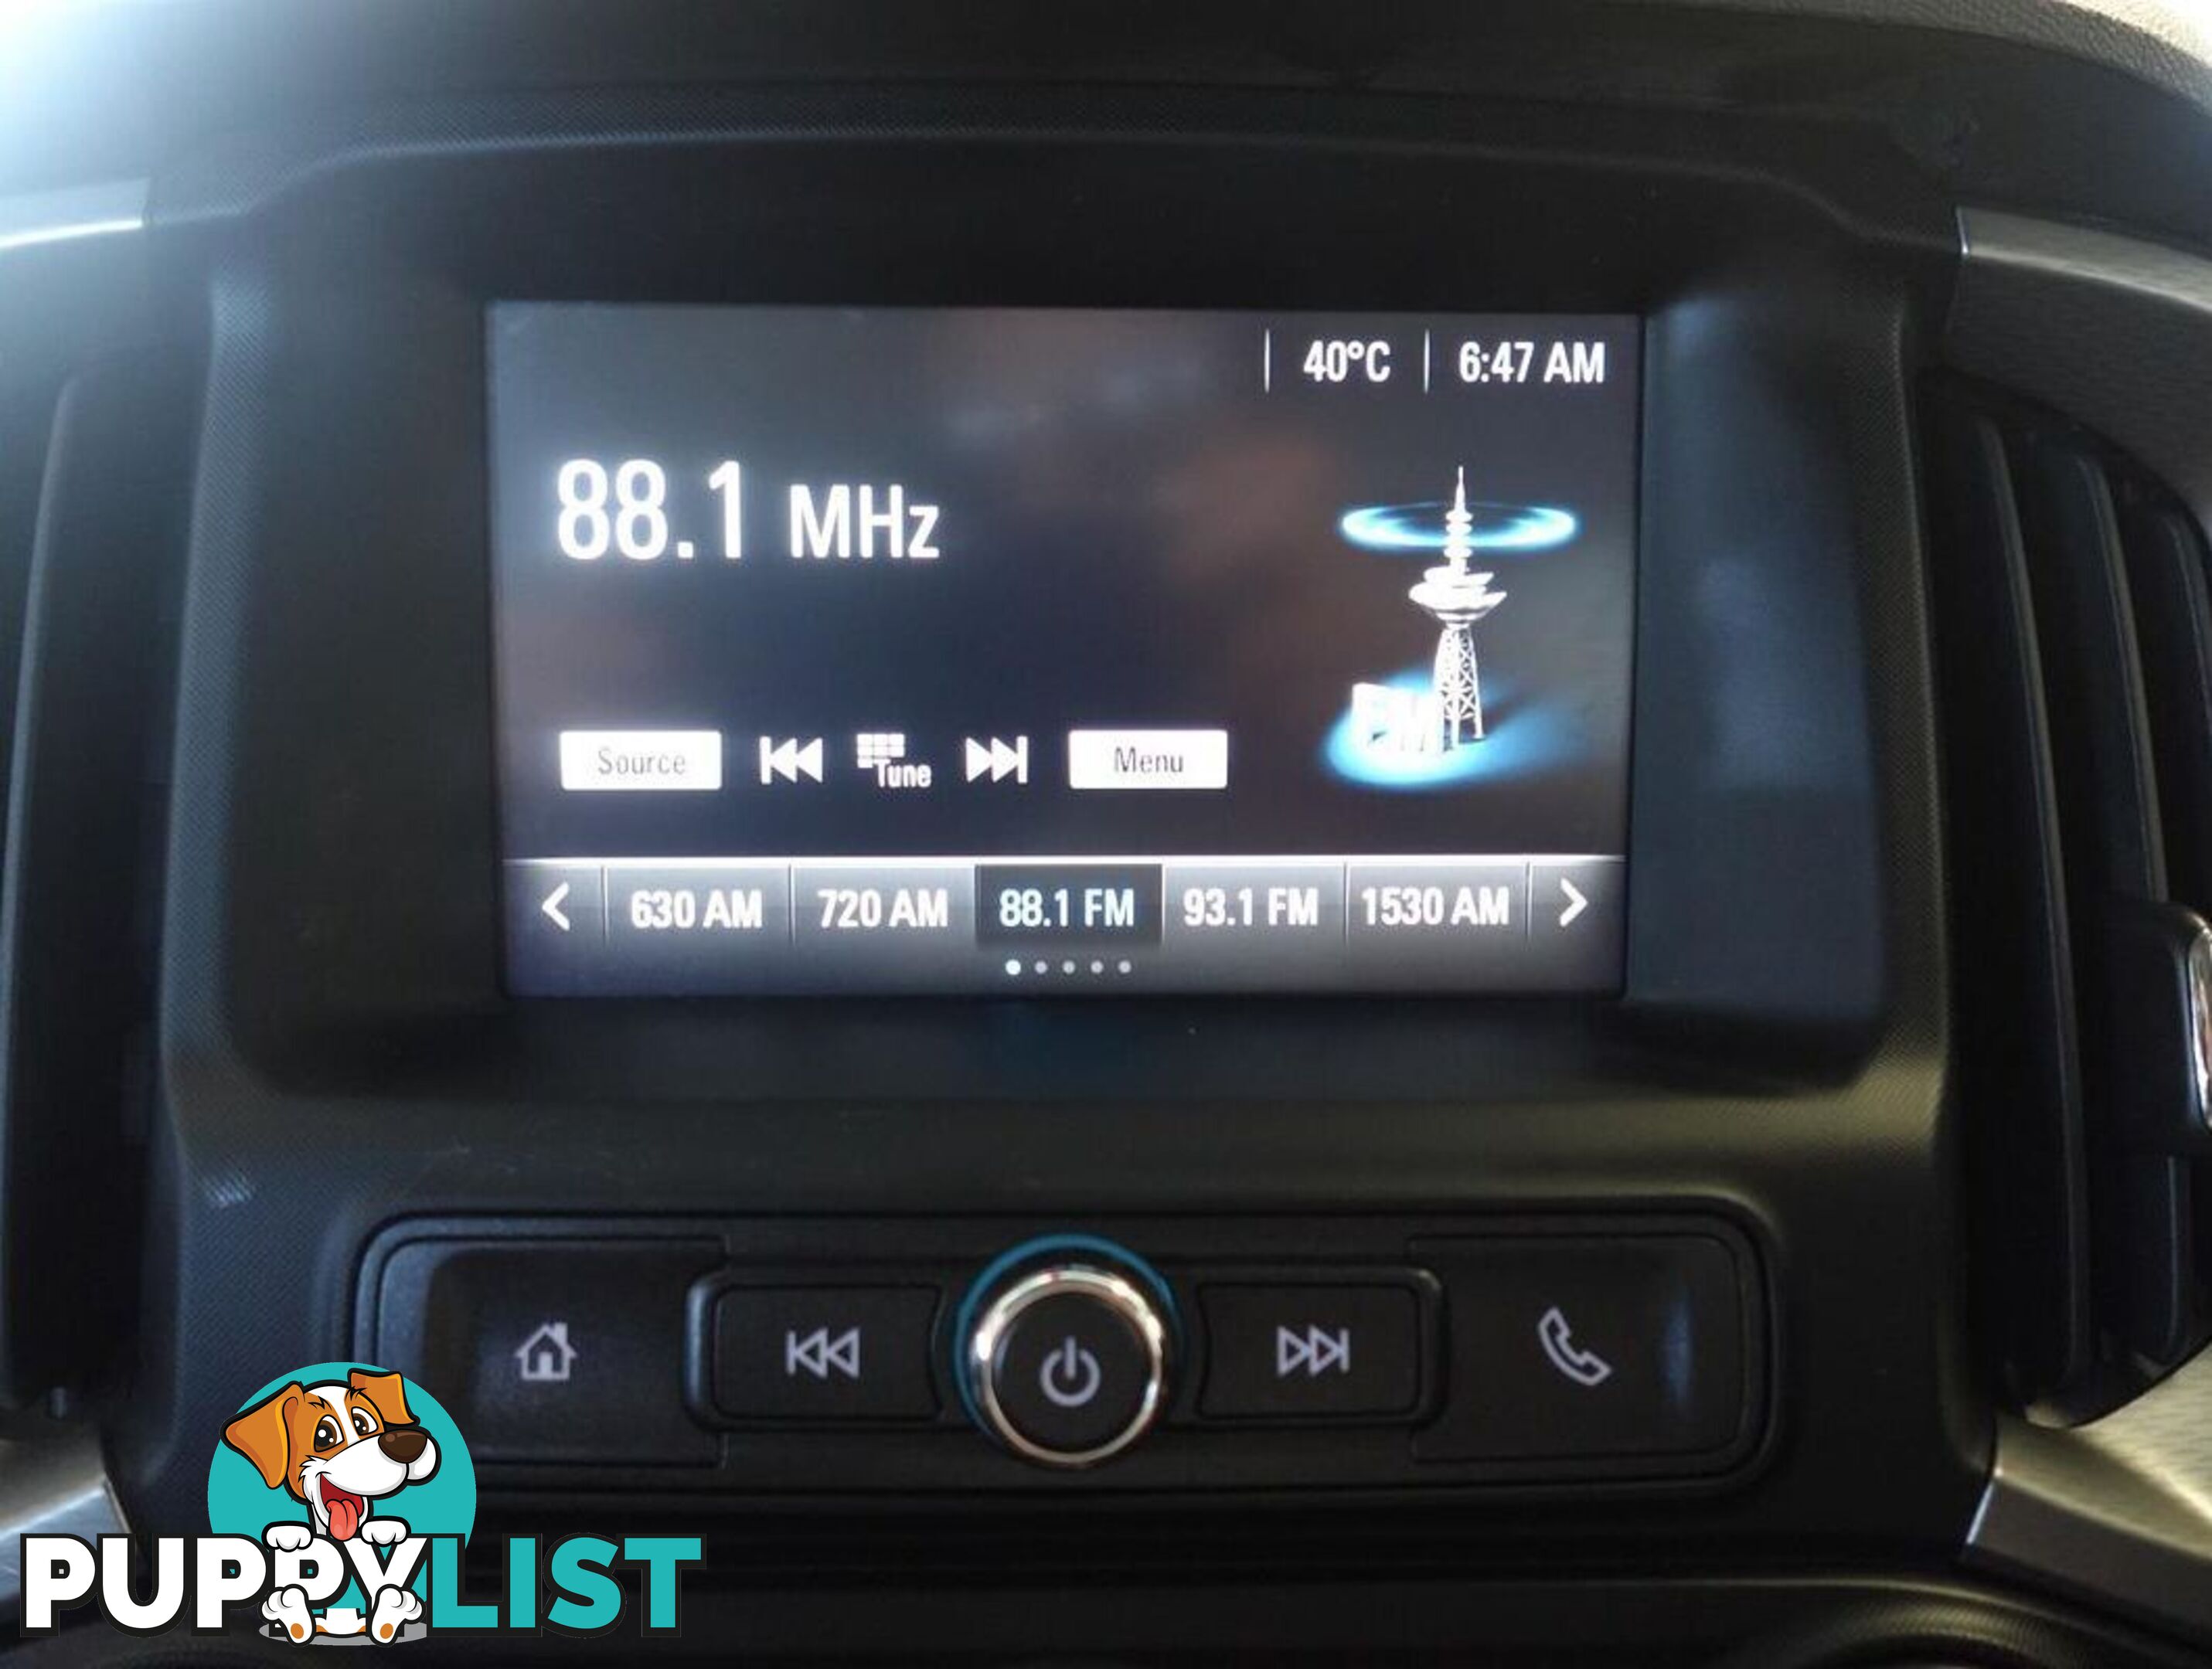 40°C 6:47 AM
88.1 MHz
FM
Source Tune Menu
630 AM 720 AM 88.1 FM 93.1 FM 1530 AM
PUPPYLIST